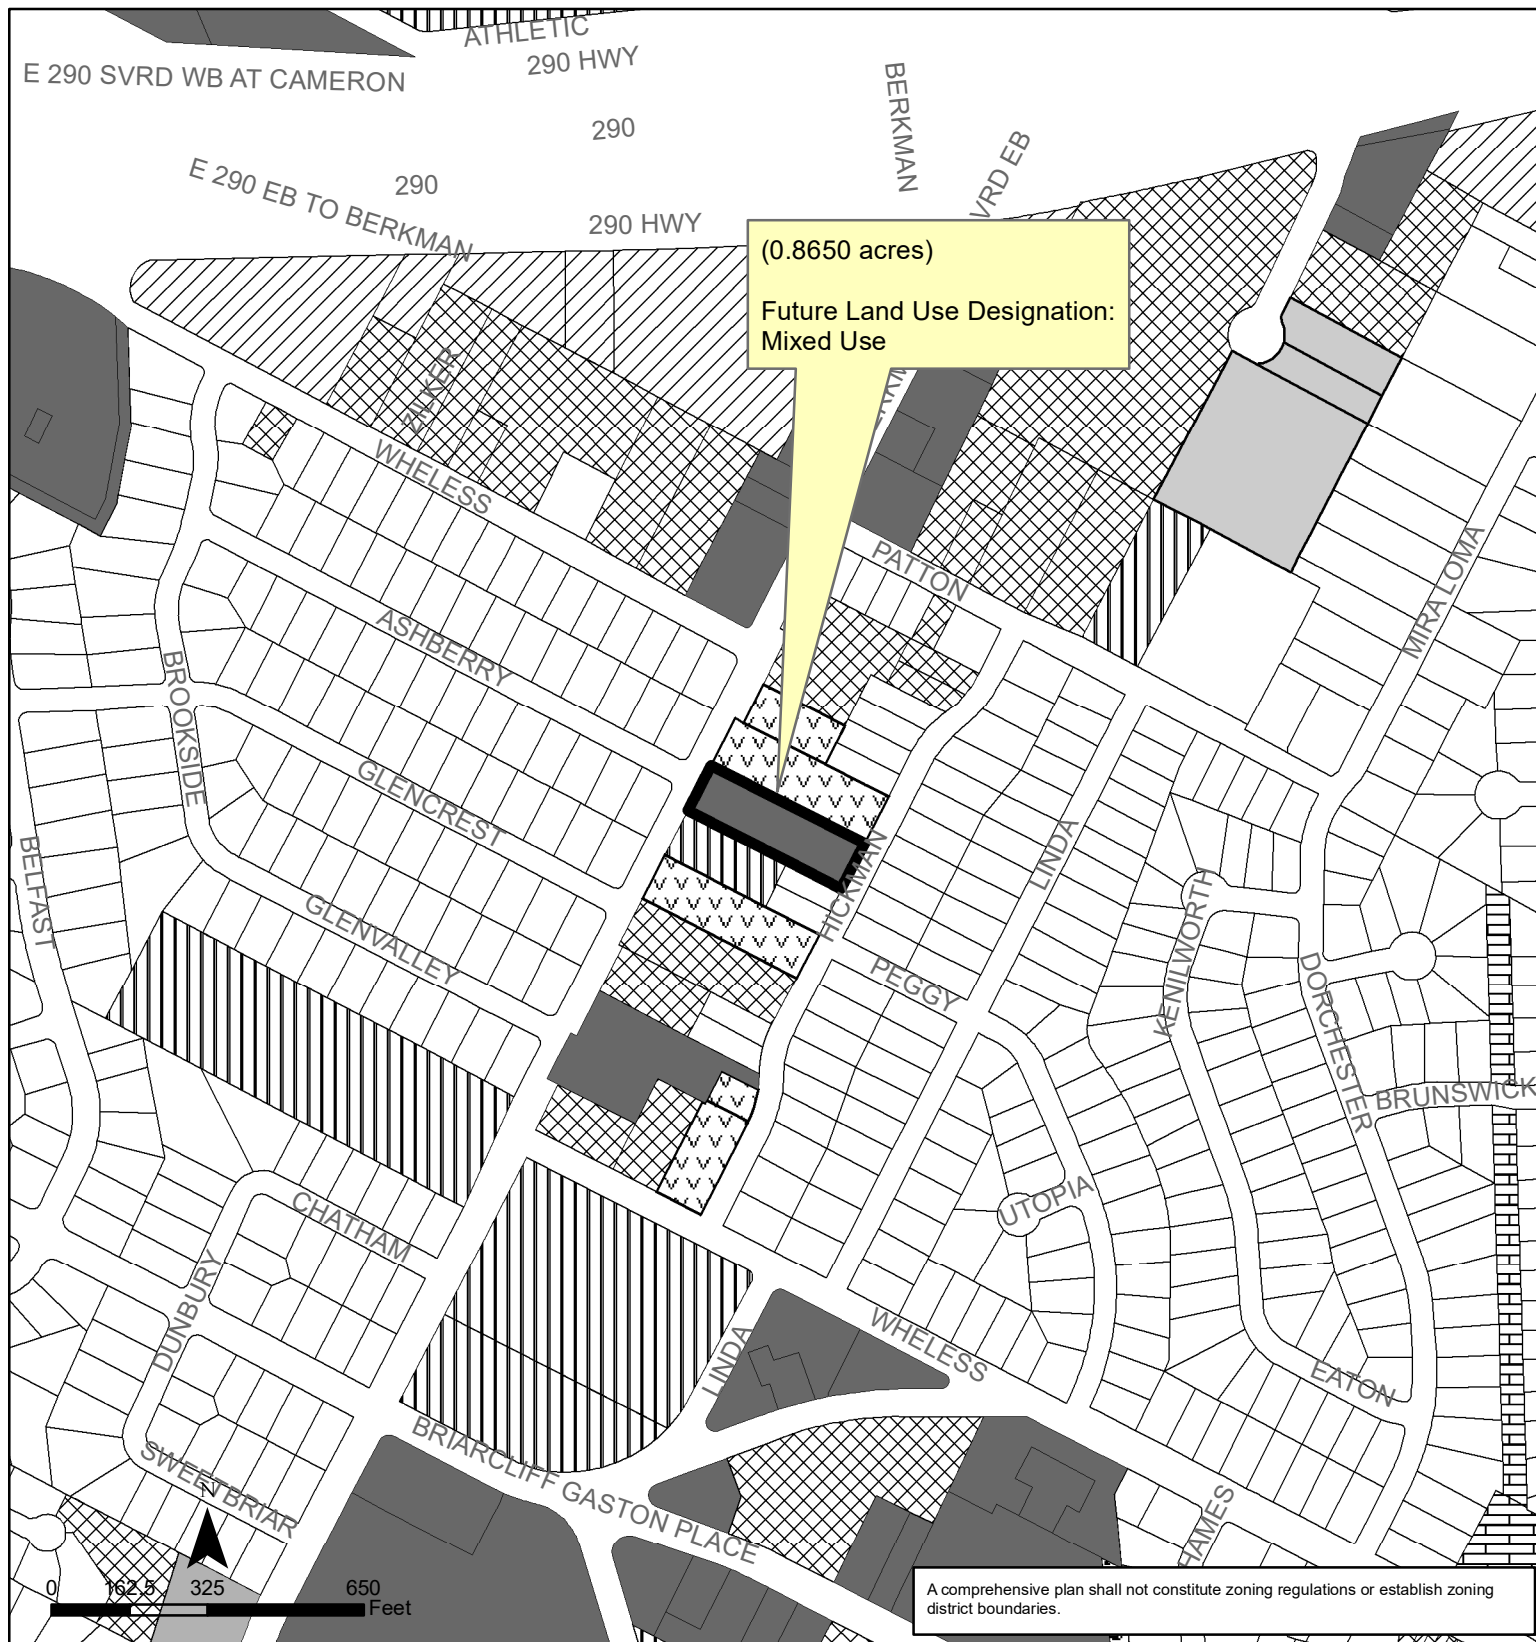 ATHLETIC
290 HWY
E 290 SVRD WB AT CAMERON
BERKMAN
290
VRD EB
E 290 EB TO BERKMAN
290
290 HWY
(0.8650 acres)
Future Land Use Designation:
Mixed Use
ZILKER
WHELESS
PATTON
MIRA LOMA
ASHBERRY
BROOKSIDE
GLENCREST
LINDA
BELFAST
HICKMAN
KENILWORTH
GLENVALLEY
PEGGY
DORCHESTER
BRUNSWICK
UTOPIA
CHATHAM
DUNBURY
LINDA
WHELESS
EATON
BRIARCLIFF
GASTON PLACE
SWEETBRIAR
N
HAMES
0 162.5 325 650
Feet
A comprehensive plan shall not constitute zoning regulations or establish zoning
district boundaries.